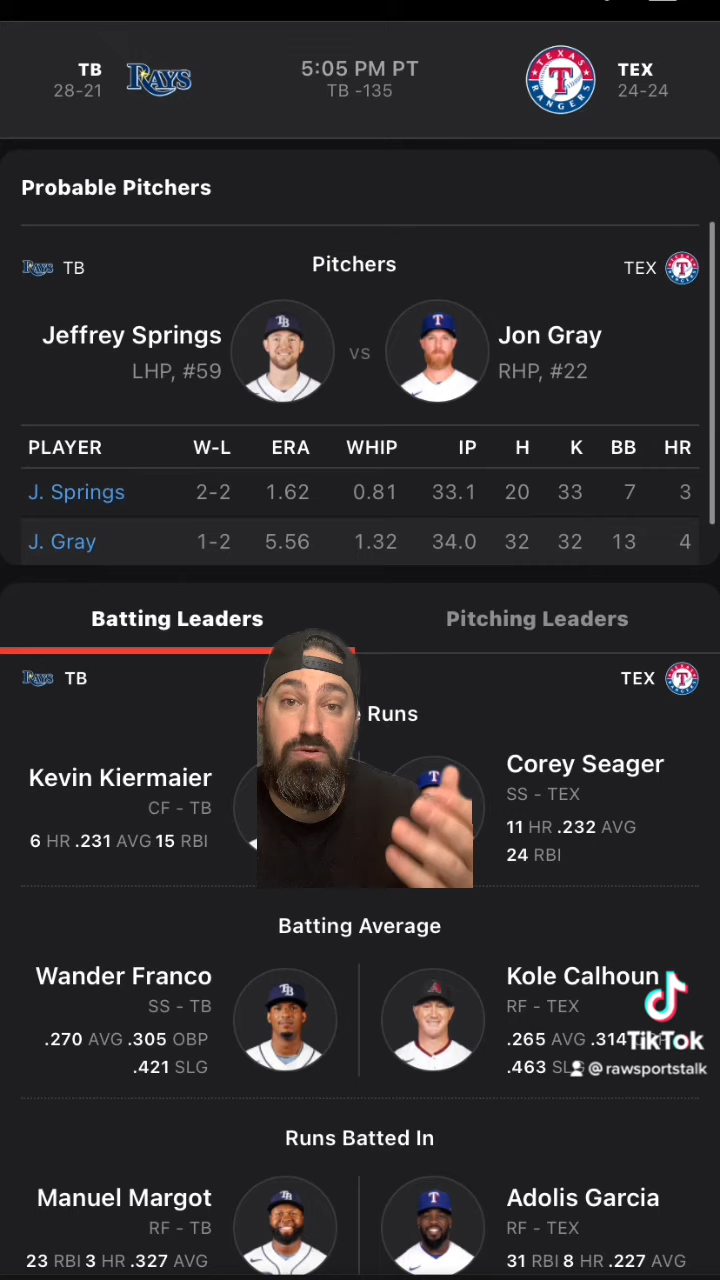 TB
28-21
RAYS
5:05 PM PT
TB -135
TEXAS
T
RANGERS
TEX
24-24
Probable Pitchers
RAYS TB
Pitchers
TEX T
Jeffrey Springs
LHP, #59
VS
Jon Gray
RHP, #22
PLAYER W-L ERA WHIP IP H K BB HR
J. Springs 2-2 1.62 0.81 33.1 20 33 7 3
J. Gray 1-2 5.56 1.32 34.0 32 32 13 4
Batting Leaders
Pitching Leaders
RAYS TB
TEX T
Runs
Kevin Kiermaier
CF - TB
6 HR .231 AVG 15 RBI
Corey Seager
SS - TEX
11 HR .232 AVG
24 RBI
Batting Average
Wander Franco
SS - TB
.270 AVG .305 OBP
.421 SLG
Kole Calhoun
RF - TEX
.265 AVG .314
.463 SL
TikTok
@rawsportstalk
Runs Batted In
Manuel Margot
RF - TB
23 RBI 3 HR .327 AVG
Adolis Garcia
RF - TEX
31 RBI 8 HR .227 AVG